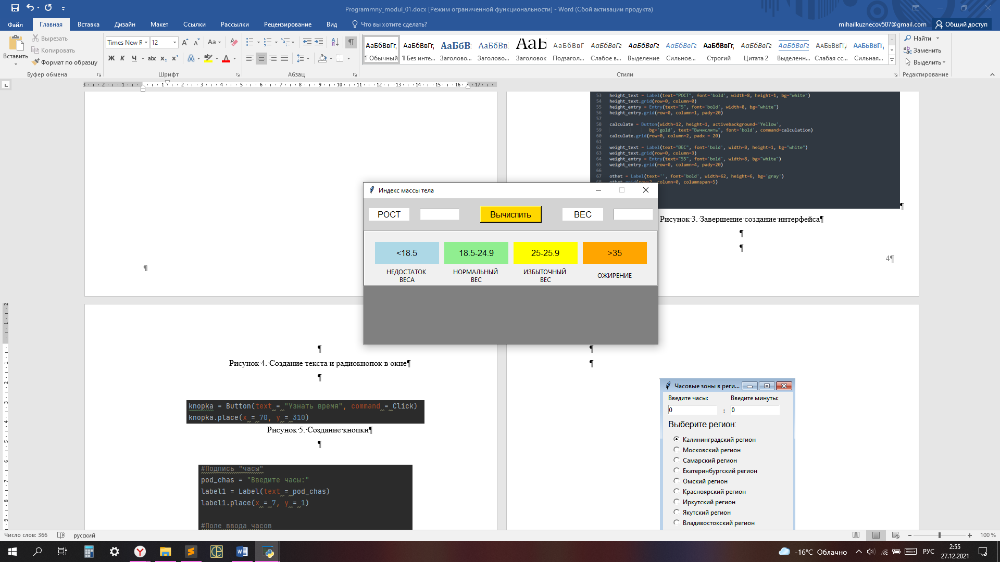 Programmny_modul_01.docx [Режим ограниченной функциональности] - Word (Сбой активации продукта)
Файл Главная Вставка Дизайн Макет Ссылки Рассылки Рецензирование Вид Что вы хотите сделать? mihailkuznecov507@gmail.com Общий доступ
Вставить
Вырезать
Копировать
Формат по образцу
Буфер обмена
Times New R 12
Ж К Ч abc x₂ x²
Шрифт
Абзац
АаБбВвГг, АаБбВвГг, АаБбВ АаБбВв АаБ АаБбВвГ АаБбВвГг АаБбВвГг АаБбВвГг АаБбВвГг, АаБбВвГг АаБбВвГг ААБбВВГГ, ААБбВВГГ,
¶ Обычный ¶ Без инте... Заголово... Заголово... Заголовок Подзагол... Слабое в... Выделение Сильное... Строгий Цитата 2 Выделенн... Слабая сс... Сильная...
Стили
Найти
Заменить
Выделить
Редактирование
3 2 1 1 2 3 4 5 6 7 8 9 10 11 12 13 14 15 16 17
53 height_text = Label(text="РОСТ", font='bold', width=8, height=1, bg="white")
54 height_text.grid(row=0, column=0)
55 height_entry = Entry(text="5", font='bold', width=8, bg="white")
56 height_entry.grid(row=0, column=1, pady=20)
57
58 calculate = Button(width=12, height=1, activebackground='Yellow',
59 bg='gold', text="Вычислить", font='bold', command=calculation)
60 calculate.grid(row=0, column=2, padx = 20)
61
62 weight_text = Label(text="ВЕС", font='bold', width=8, height=1, bg="white")
63 weight_text.grid(row=0, column=3)
64 weight_entry = Entry(text="55", font='bold', width=8, bg="white")
65 weight_entry.grid(row=0, column=4, pady=20)
66
67 othet = Label(text='', font='bold', width=62, height=6, bg='gray')
68 othet.grid(row=2, column=0, columnspan=5)
¶
Рисунок·3.·Завершение·создание·интерфейса¶
¶
¶
4¶
¶
Индекс массы тела
РОСТ Вычислить ВЕС
<18.5 18.5-24.9 25-25.9 >35
НЕДОСТАТОК ВЕСА
НОРМАЛЬНЫЙ ВЕС
ИЗБЫТОЧНЫЙ ВЕС
ОЖИРЕНИЕ
¶
Рисунок·4.·Создание·текста·и·радиокнопок·в·окне¶
¶
knopka = Button(text = "Узнать время", command = Click)
knopka.place(x = 70, y = 310)
Рисунок·5.·Создание·кнопки¶
¶
#Подпись "часы"
pod_chas = "Введите часы:"
label1 = Label(text = pod_chas)
label1.place(x = 7, y = 1)
#Поле ввода часов
¶
¶
Часовые зоны в реги...
Введите часы: Введите минуты:
0 : 0
Выберите регион:
Калининградский регион
Московский регион
Самарский регион
Екатеринбургский регион
Омский регион
Красноярский регион
Иркутский регион
Якутский регион
Владивостокский регион
Число слов: 366 русский 100 %
-16°C Облачно РУС 2:55
27.12.2021